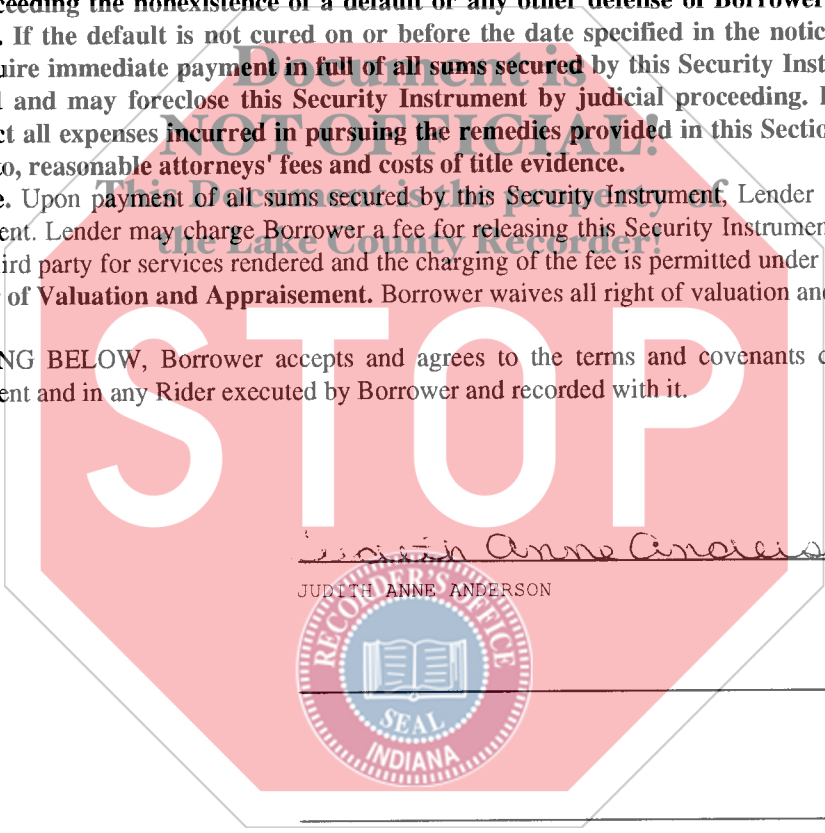 ceeding the nonexistence of a default or any other defense of Borrower
. If the default is not cured on or before the date specified in the notic
uire immediate payment in full of all sums secured by this Security Inst
l and may foreclose this Security Instrument by judicial proceeding. L
ct all expenses incurred in pursuing the remedies provided in this Sectio
to, reasonable attorneys' fees and costs of title evidence.
e. Upon payment of all sums secured by this Security Instrument, Lender
ent. Lender may charge Borrower a fee for releasing this Security Instrumen
ird party for services rendered and the charging of the fee is permitted under
of Valuation and Appraisement. Borrower waives all right of valuation and
NG BELOW, Borrower accepts and agrees to the terms and covenants c
ent and in any Rider executed by Borrower and recorded with it.
Document is
NOT OFFICIAL!
This Document is the property of
the Lake County Recorder!
STOP
Anne
JUDITH ANNE ANDERSON
RECORDER'S OFFICE
SEAL
INDIANA